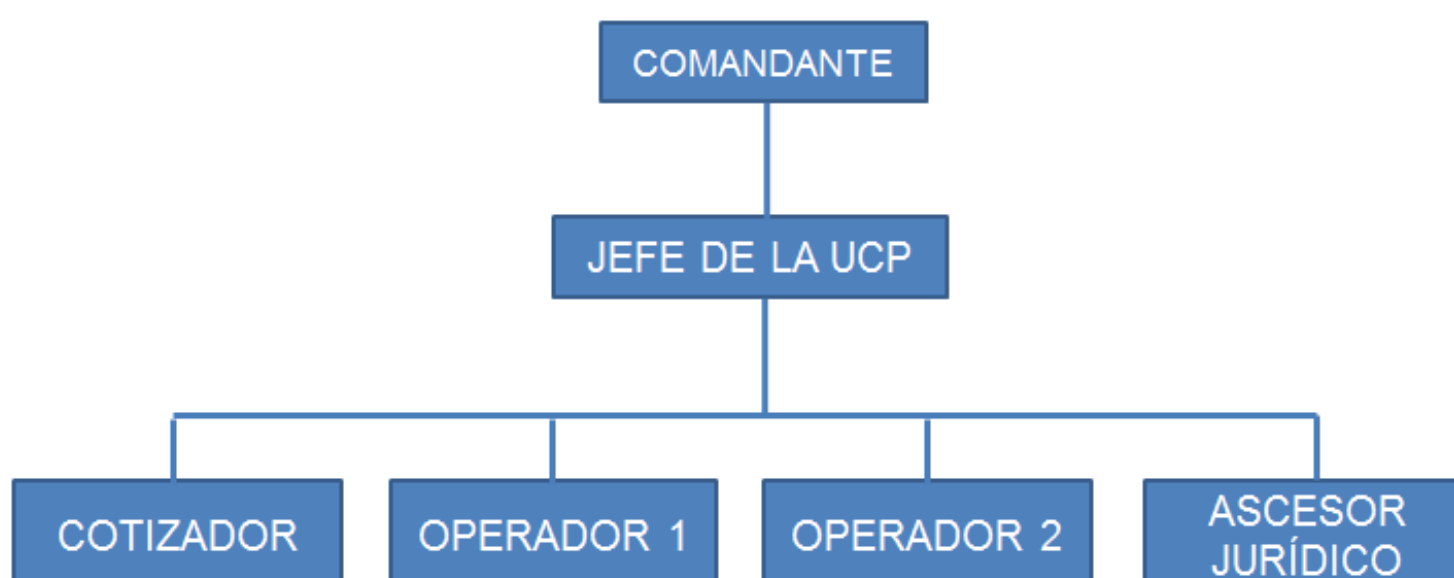 COMANDANTE
JEFE DE LA UCP
COTIZADOR
OPERADOR 1
OPERADOR 2
ASCESOR
JURÍDICO